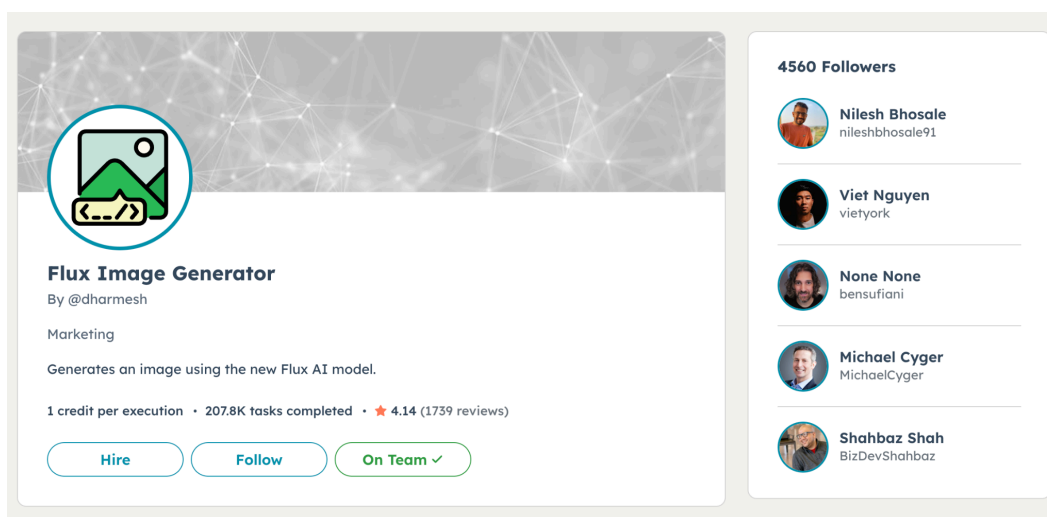 Flux Image Generator
By @dharmesh
Marketing
Generates an image using the new Flux AI model.
1 credit per execution • 207.8K tasks completed • ★ 4.14 (1739 reviews)
Hire
Follow
On Team ✓
4560 Followers
Nilesh Bhosale
nileshbhosale91
Viet Nguyen
vietyork
None None
bensufiani
Michael Cyger
MichaelCyger
Shahbaz Shah
BizDevShahbaz